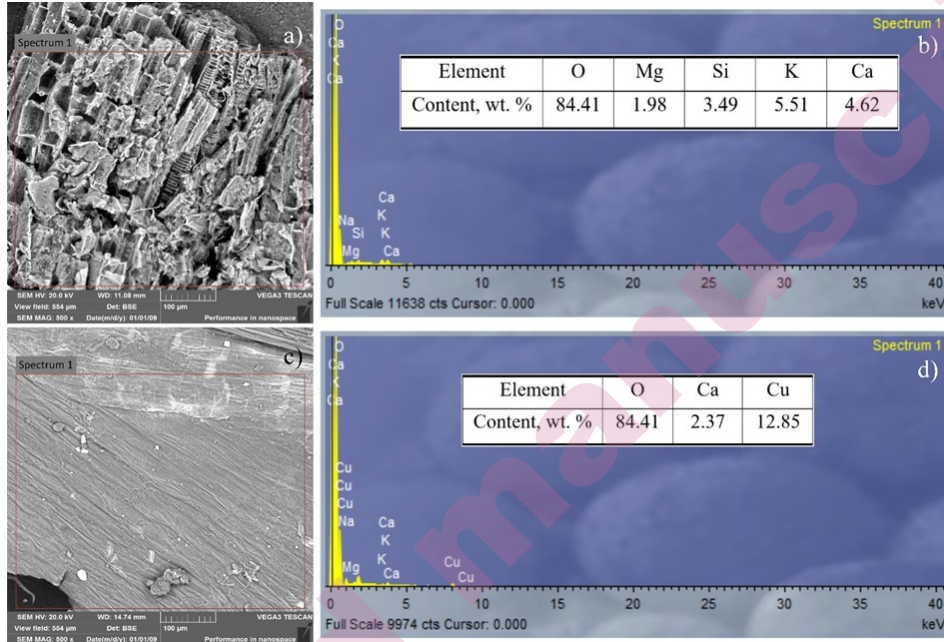 Spectrum 1
a)
SEM HV: 20.0 kV WD: 11.08 mm VEGA3 TESCAN
View field: 554 µm Det: BSE 100 µm
SEM MAG: 500 x Date(m/d/y): 01/01/09 Performance in nanospace
Spectrum 1
b)
O
Ca
K
Ca
Element O Mg Si K Ca
Content, wt. % 84.41 1.98 3.49 5.51 4.62
Ca
Na K
Si K
Mg Ca
0 5 10 15 20 25 30 35 40
Full Scale 11638 cts Cursor: 0.000 keV
Spectrum 1
c)
SEM HV: 20.0 kV WD: 14.74 mm VEGA3 TESCAN
View field: 554 µm Det: BSE 100 µm
SEM MAG: 500 x Date(m/d/y): 01/01/09 Performance in nanospace
Spectrum 1
d)
O
Ca
K
Ca
Element O Ca Cu
Content, wt. % 84.41 2.37 12.85
Cu
Cu
Cu
Na Ca
K
K Cu
Mg Ca Cu
0 5 10 15 20 25 30 35 40
Full Scale 9974 cts Cursor: 0.000 keV
manusc